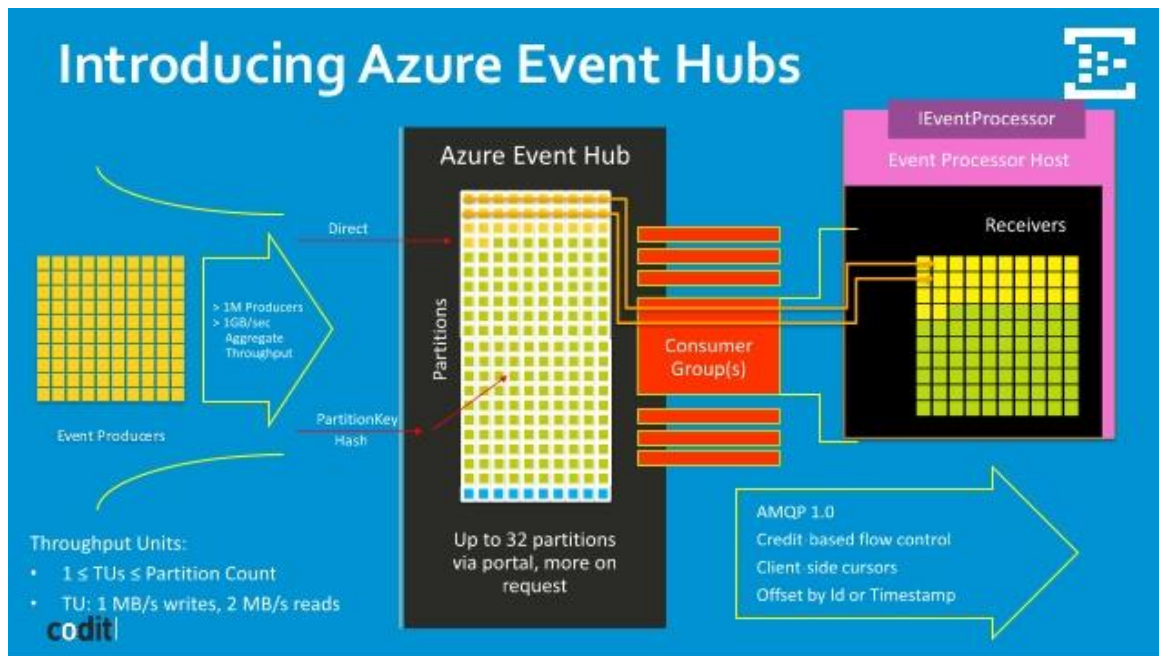 Introducing Azure Event Hubs
IEventProcessor
Event Processor Host
Azure Event Hub
Receivers
Direct
> 1M Producers
> 1GB/sec
Aggregate
Throughput
Partitions
Consumer
Group(s)
PartitionKey
Hash
Event Producers
Up to 32 partitions
via portal, more on
request
AMQP 1.0
Credit-based flow control
Client-side cursors
Offset by Id or Timestamp
Throughput Units:
• 1 ≤ TUs ≤ Partition Count
• TU: 1 MB/s writes, 2 MB/s reads
codit